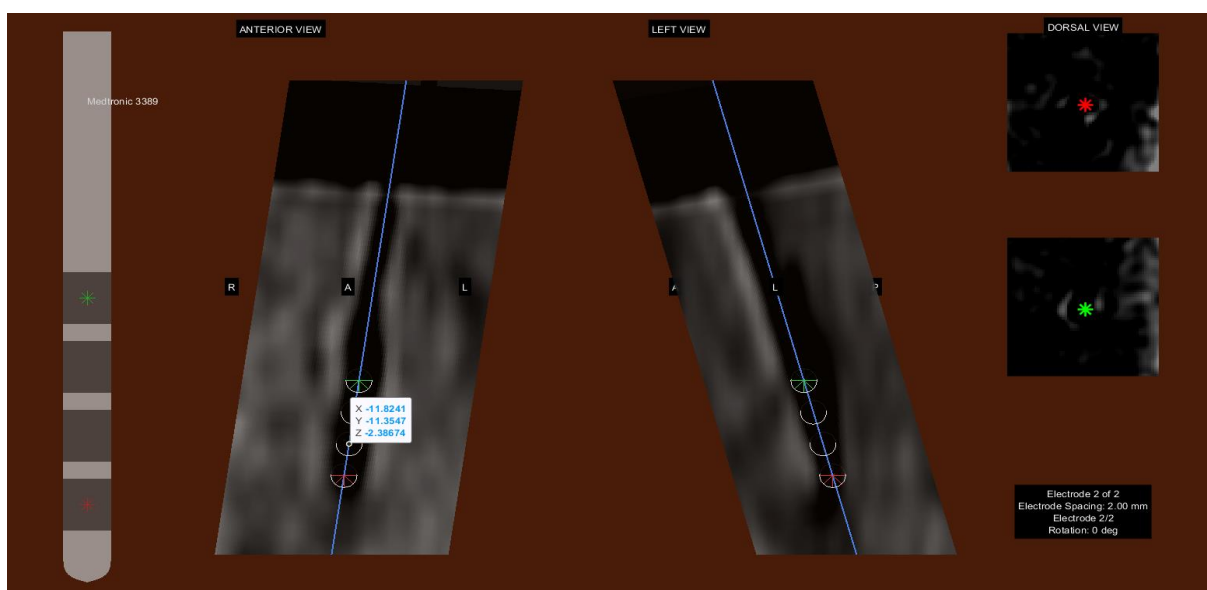 ANTERIOR VIEW
LEFT VIEW
DORSAL VIEW
Medtronic 3389
R
A
L
A
L
P
X -11.8241
Y -11.3547
Z -2.38674
Electrode 2 of 2
Electrode Spacing: 2.00 mm
Electrode 2/2
Rotation: 0 deg